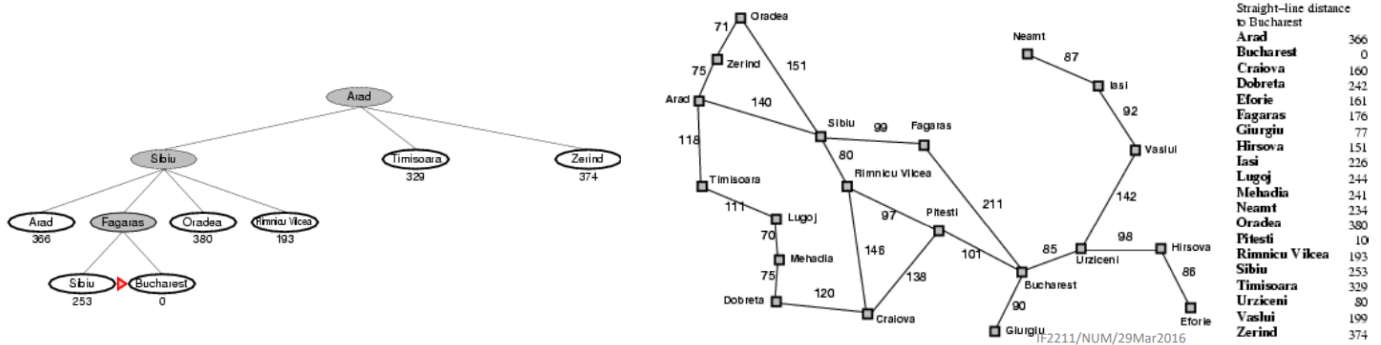 Arad
Sibiu
Timisoara
Zerind
329
374
Arad
Fagaras
Oradea
Rimnicu Vilcea
366
380
193
Sibiu
Bucharest
253
0
Oradea
71
Neamt
Zerind
87
75
151
Iasi
Arad
140
92
Sibiu
99
Fagaras
118
80
Vaslui
Rimnicu Vilcea
Timisoara
142
111
Lugoj
97
Pitesti
211
70
98
Hirsova
146
85
Mehadia
101
Urziceni
75
138
86
Bucharest
120
Dobreta
90
Craiova
Eforie
Giurgiu
IF2211/NUM/29Mar2016
Straight-line distance
to Bucharest
Arad 366
Bucharest 0
Craiova 160
Dobreta 242
Eforie 161
Fagaras 176
Giurgiu 77
Hirsova 151
Iasi 226
Lugoj 244
Mehadia 241
Neamt 234
Oradea 380
Pitesti 10
Rimnicu Vilcea 193
Sibiu 253
Timisoara 329
Urziceni 80
Vaslui 199
Zerind 374